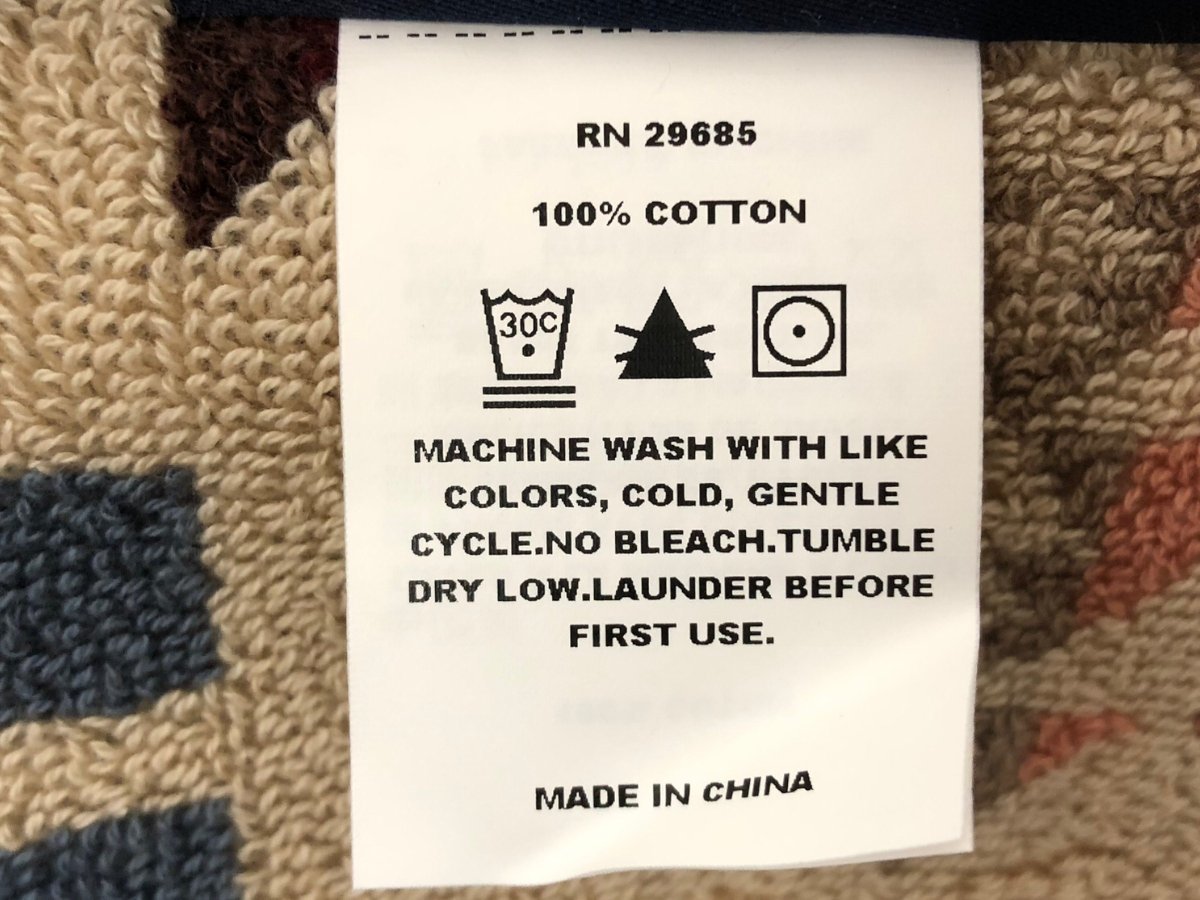 RN 29685
100% COTTON
30C
MACHINE WASH WITH LIKE
COLORS, COLD, GENTLE
CYCLE.NO BLEACH.TUMBLE
DRY LOW.LAUNDER BEFORE
FIRST USE.
MADE IN CHINA